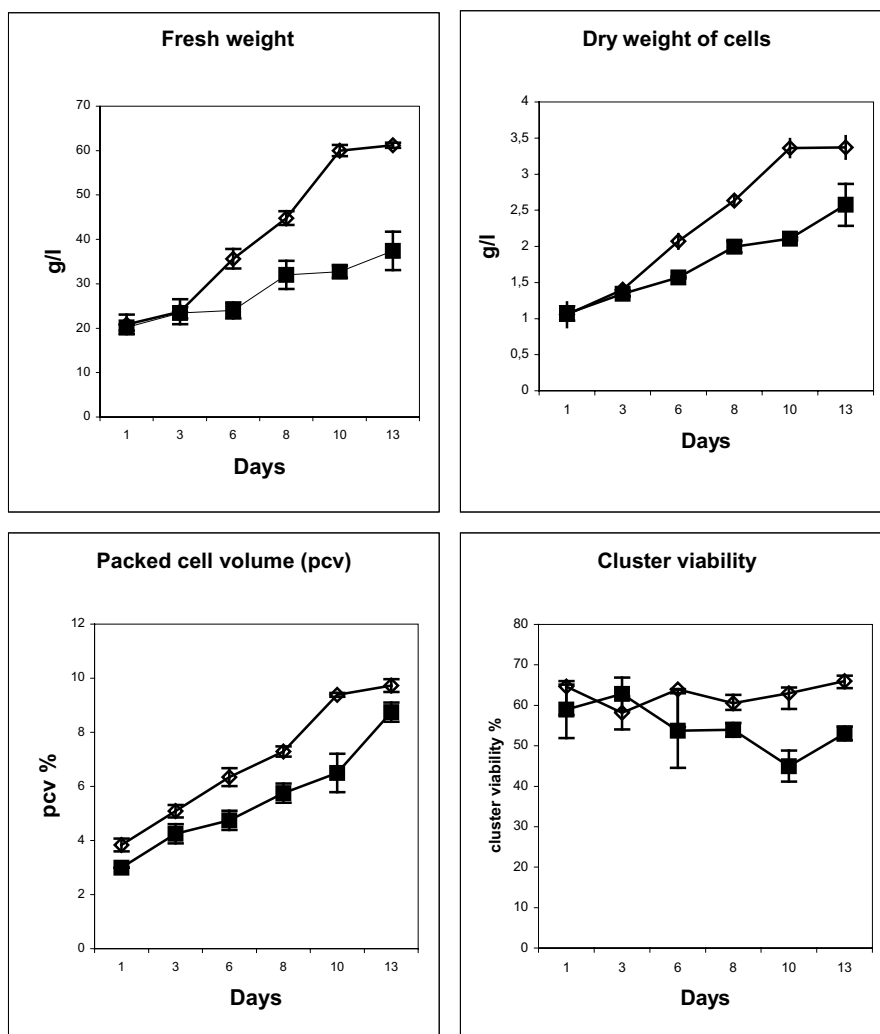 Fresh weight
70
60
50
40
30
20
10
0
g/l
1 3 6 8 10 13
Days
Dry weight of cells
4
3,5
3
2,5
2
1,5
1
0,5
0
g/l
1 3 6 8 10 13
Days
Packed cell volume (pcv)
12
10
8
6
4
2
0
pcv %
1 3 6 8 10 13
Days
Cluster viability
80
70
60
50
40
30
20
10
0
cluster viability %
1 3 6 8 10 13
Days